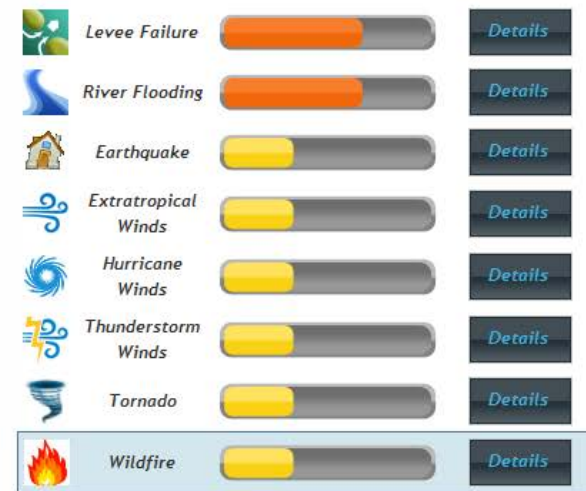 Levee Failure
Details
River Flooding
Details
Earthquake
Details
Extratropical
Winds
Details
Hurricane
Winds
Details
Thunderstorm
Winds
Details
Tornado
Details
Wildfire
Details